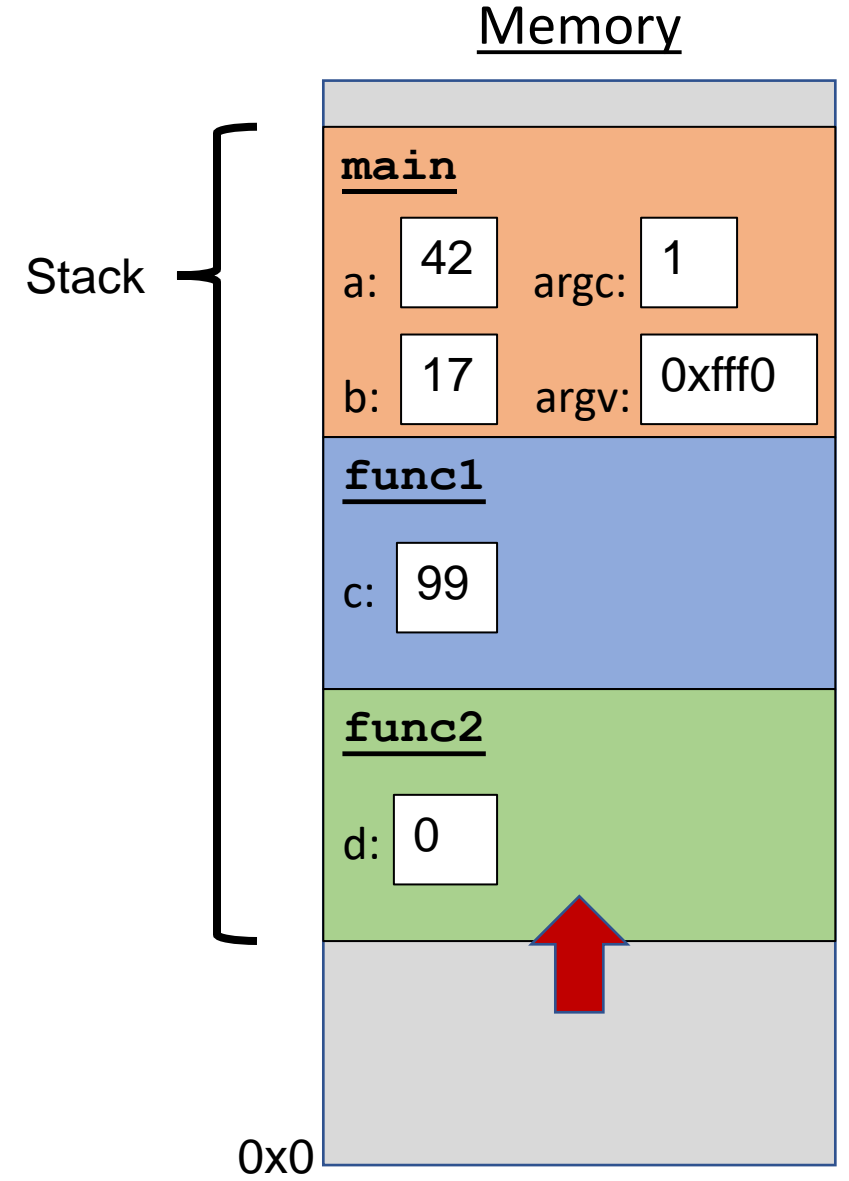 Memory
main
Stack
a: 42 argc: 1
b: 17 argv: 0xfff0
func1
c: 99
func2
d: 0
0x0